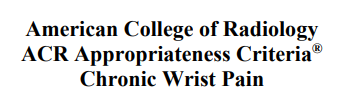 American College of Radiology
ACR Appropriateness Criteria®
Chronic Wrist Pain